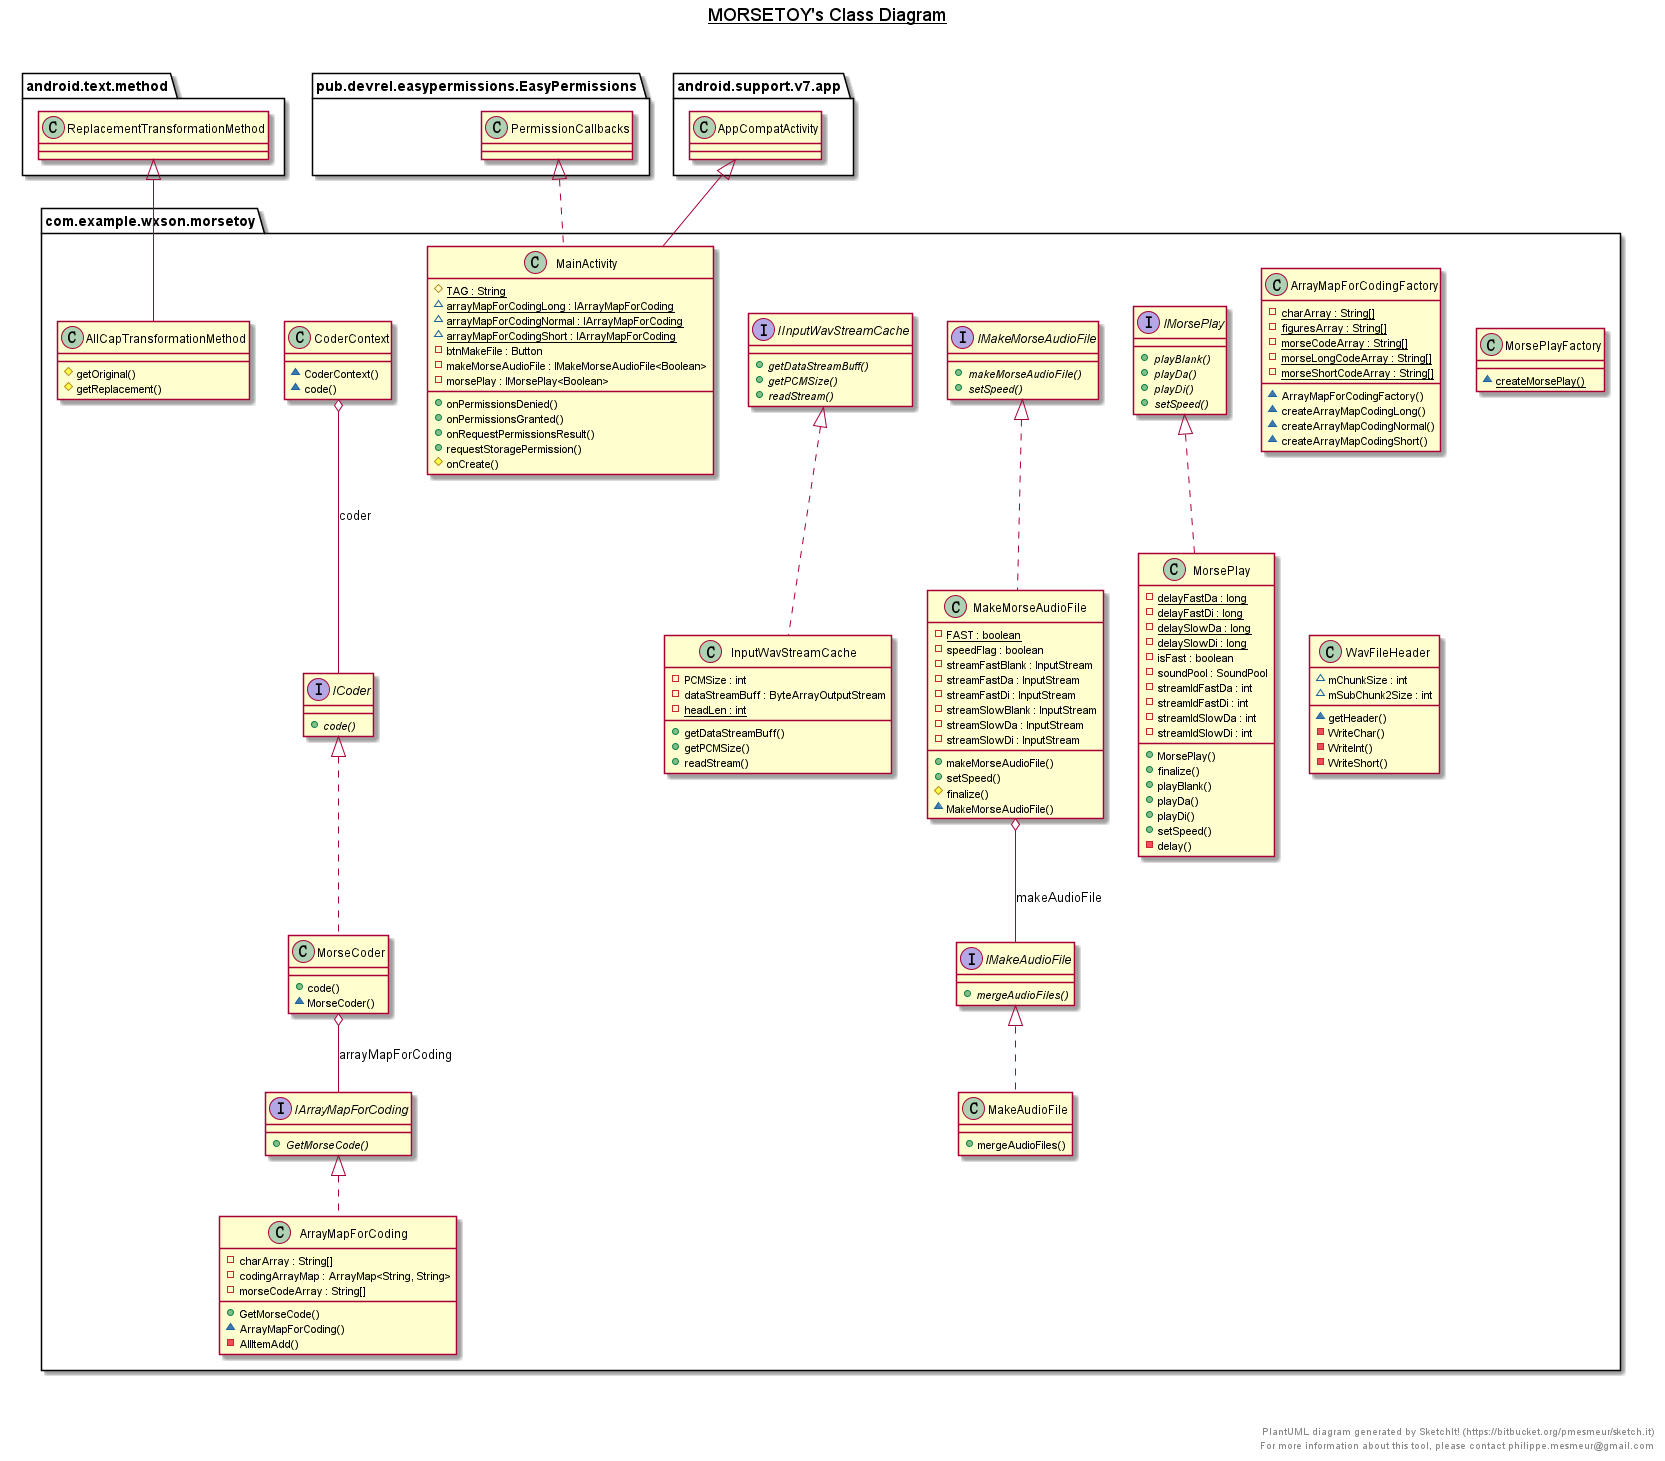 MORSETOY's Class Diagram
android.text.method
C ReplacementTransformationMethod
pub.devrel.easypermissions.EasyPermissions
C PermissionCallbacks
android.support.v7.app
C AppCompatActivity
com.example.wxson.morsetoy
C AllCapTransformationMethod
getOriginal()
getReplacement()
C CoderContext
CoderContext()
code()
coder
C MainActivity
TAG : String
arrayMapForCodingLong : IArrayMapForCoding
arrayMapForCodingNormal : IArrayMapForCoding
arrayMapForCodingShort : IArrayMapForCoding
btnMakeFile : Button
makeMorseAudioFile : IMakeMorseAudioFile<Boolean>
morsePlay : IMorsePlay<Boolean>
onPermissionsDenied()
onPermissionsGranted()
onRequestPermissionsResult()
requestStoragePermission()
onCreate()
I IInputWavStreamCache
getDataStreamBuff()
getPCMSize()
readStream()
I IMakeMorseAudioFile
makeMorseAudioFile()
setSpeed()
I IMorsePlay
playBlank()
playDa()
playDi()
setSpeed()
C ArrayMapForCodingFactory
charArray : String[]
figuresArray : String[]
morseCodeArray : String[]
morseLongCodeArray : String[]
morseShortCodeArray : String[]
ArrayMapForCodingFactory()
createArrayMapCodingLong()
createArrayMapCodingNormal()
createArrayMapCodingShort()
C MorsePlayFactory
createMorsePlay()
I ICoder
code()
C InputWavStreamCache
PCMSize : int
dataStreamBuff : ByteArrayOutputStream
headLen : int
getDataStreamBuff()
getPCMSize()
readStream()
C MakeMorseAudioFile
FAST : boolean
speedFlag : boolean
streamFastBlank : InputStream
streamFastDa : InputStream
streamFastDi : InputStream
streamSlowBlank : InputStream
streamSlowDa : InputStream
streamSlowDi : InputStream
makeMorseAudioFile()
setSpeed()
finalize()
MakeMorseAudioFile()
makeAudioFile
C MorsePlay
delayFastDa : long
delayFastDi : long
delaySlowDa : long
delaySlowDi : long
isFast : boolean
soundPool : SoundPool
streamIdFastDa : int
streamIdFastDi : int
streamIdSlowDa : int
streamIdSlowDi : int
MorsePlay()
finalize()
playBlank()
playDa()
playDi()
setSpeed()
delay()
C WavFileHeader
mChunkSize : int
mSubChunk2Size : int
getHeader()
WriteChar()
WriteInt()
WriteShort()
C MorseCoder
code()
MorseCoder()
arrayMapForCoding
I IMakeAudioFile
mergeAudioFiles()
I IArrayMapForCoding
GetMorseCode()
C MakeAudioFile
mergeAudioFiles()
C ArrayMapForCoding
charArray : String[]
codingArrayMap : ArrayMap<String, String>
morseCodeArray : String[]
GetMorseCode()
ArrayMapForCoding()
AllItemAdd()
PlantUML diagram generated by SketchIt! (https://bitbucket.org/pmesmeur/sketch.it)
For more information about this tool, please contact philippe.mesmeur@gmail.com